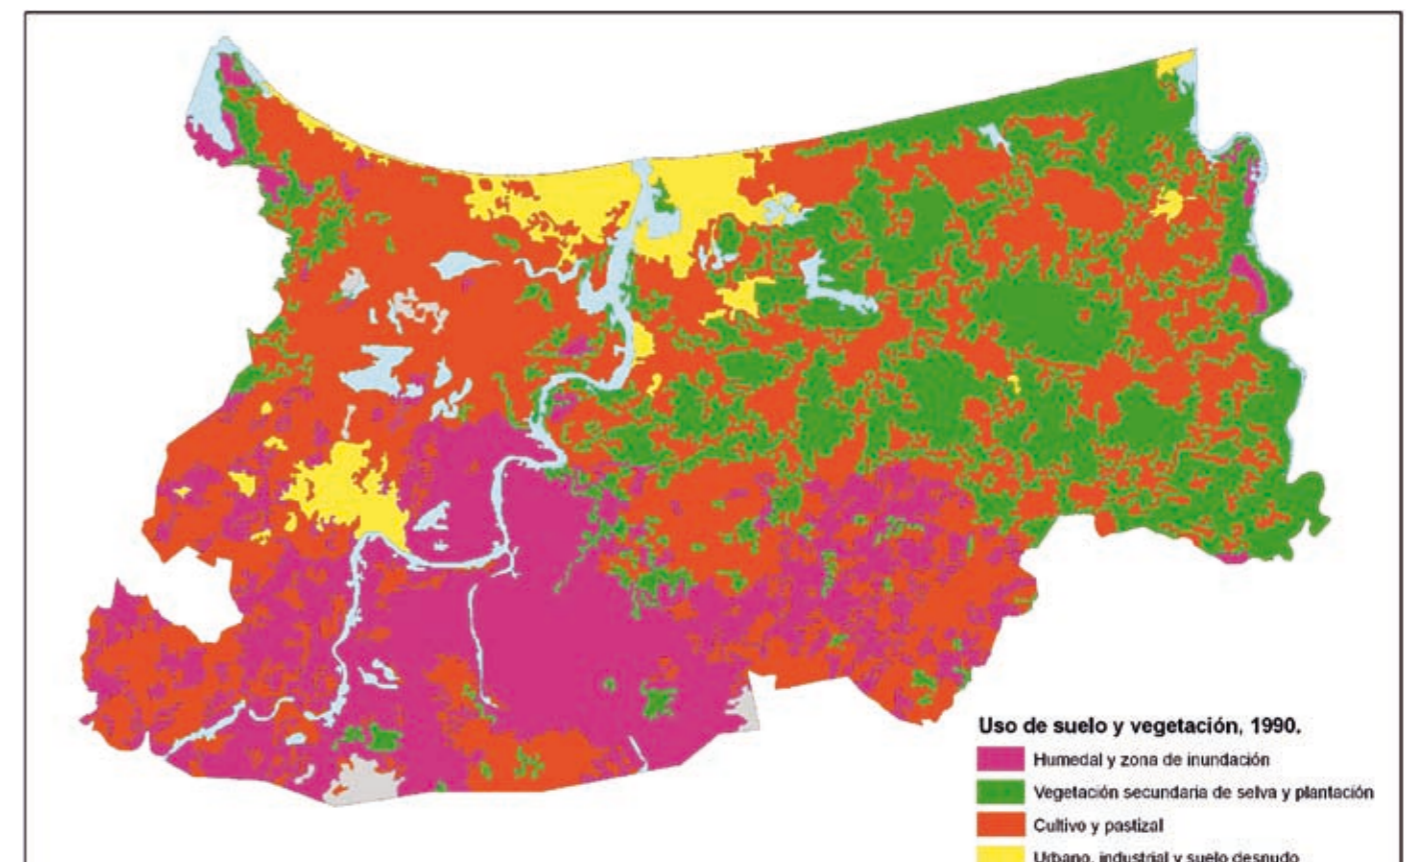 Uso de suelo y vegetación, 1990.
Humedal y zona de inundación
Vegetación secundaria de selva y plantación
Cultivo y pastizal
Urbano, industrial y suelo desnudo